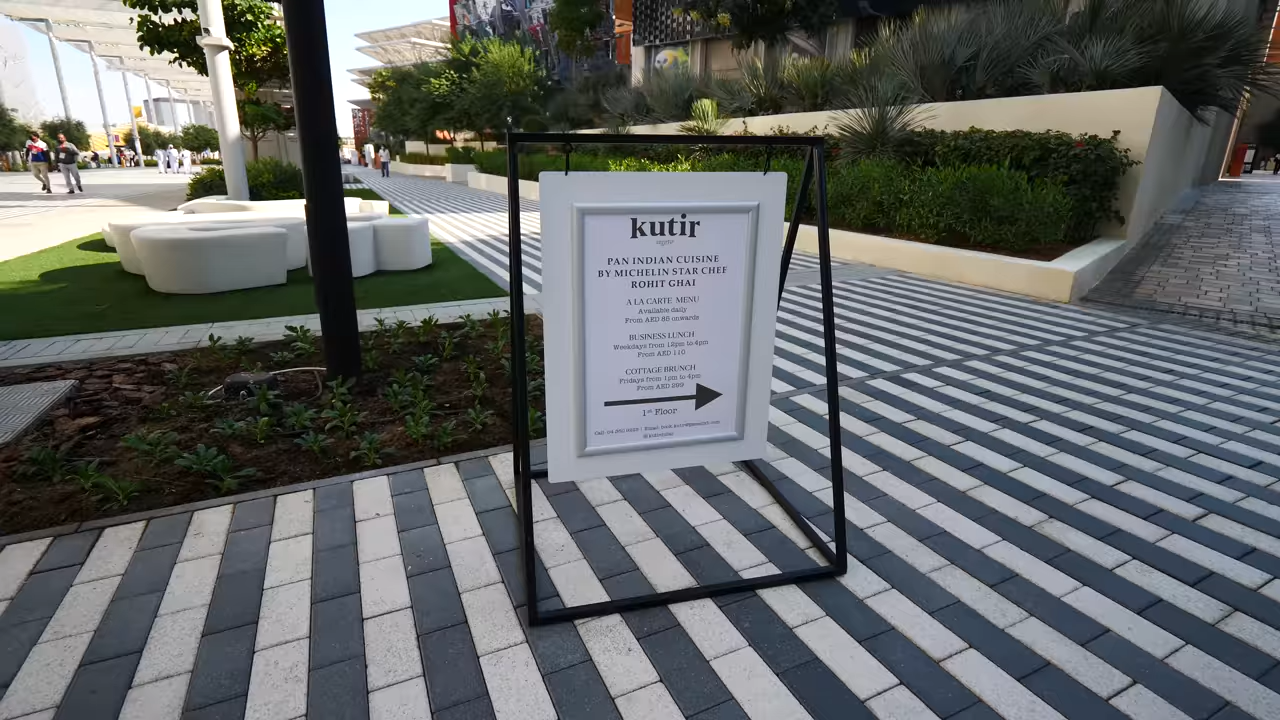 kutir
PAN INDIAN CUISINE
BY MICHELIN STAR CHEF
ROHIT GHAI
A LA CARTE MENU
Available daily
From AED 85 onwards
BUSINESS LUNCH
Weekdays from 12pm to 4pm
From AED 110
COTTAGE BRUNCH
Fridays from 1pm to 4pm
From AED 299
1st Floor